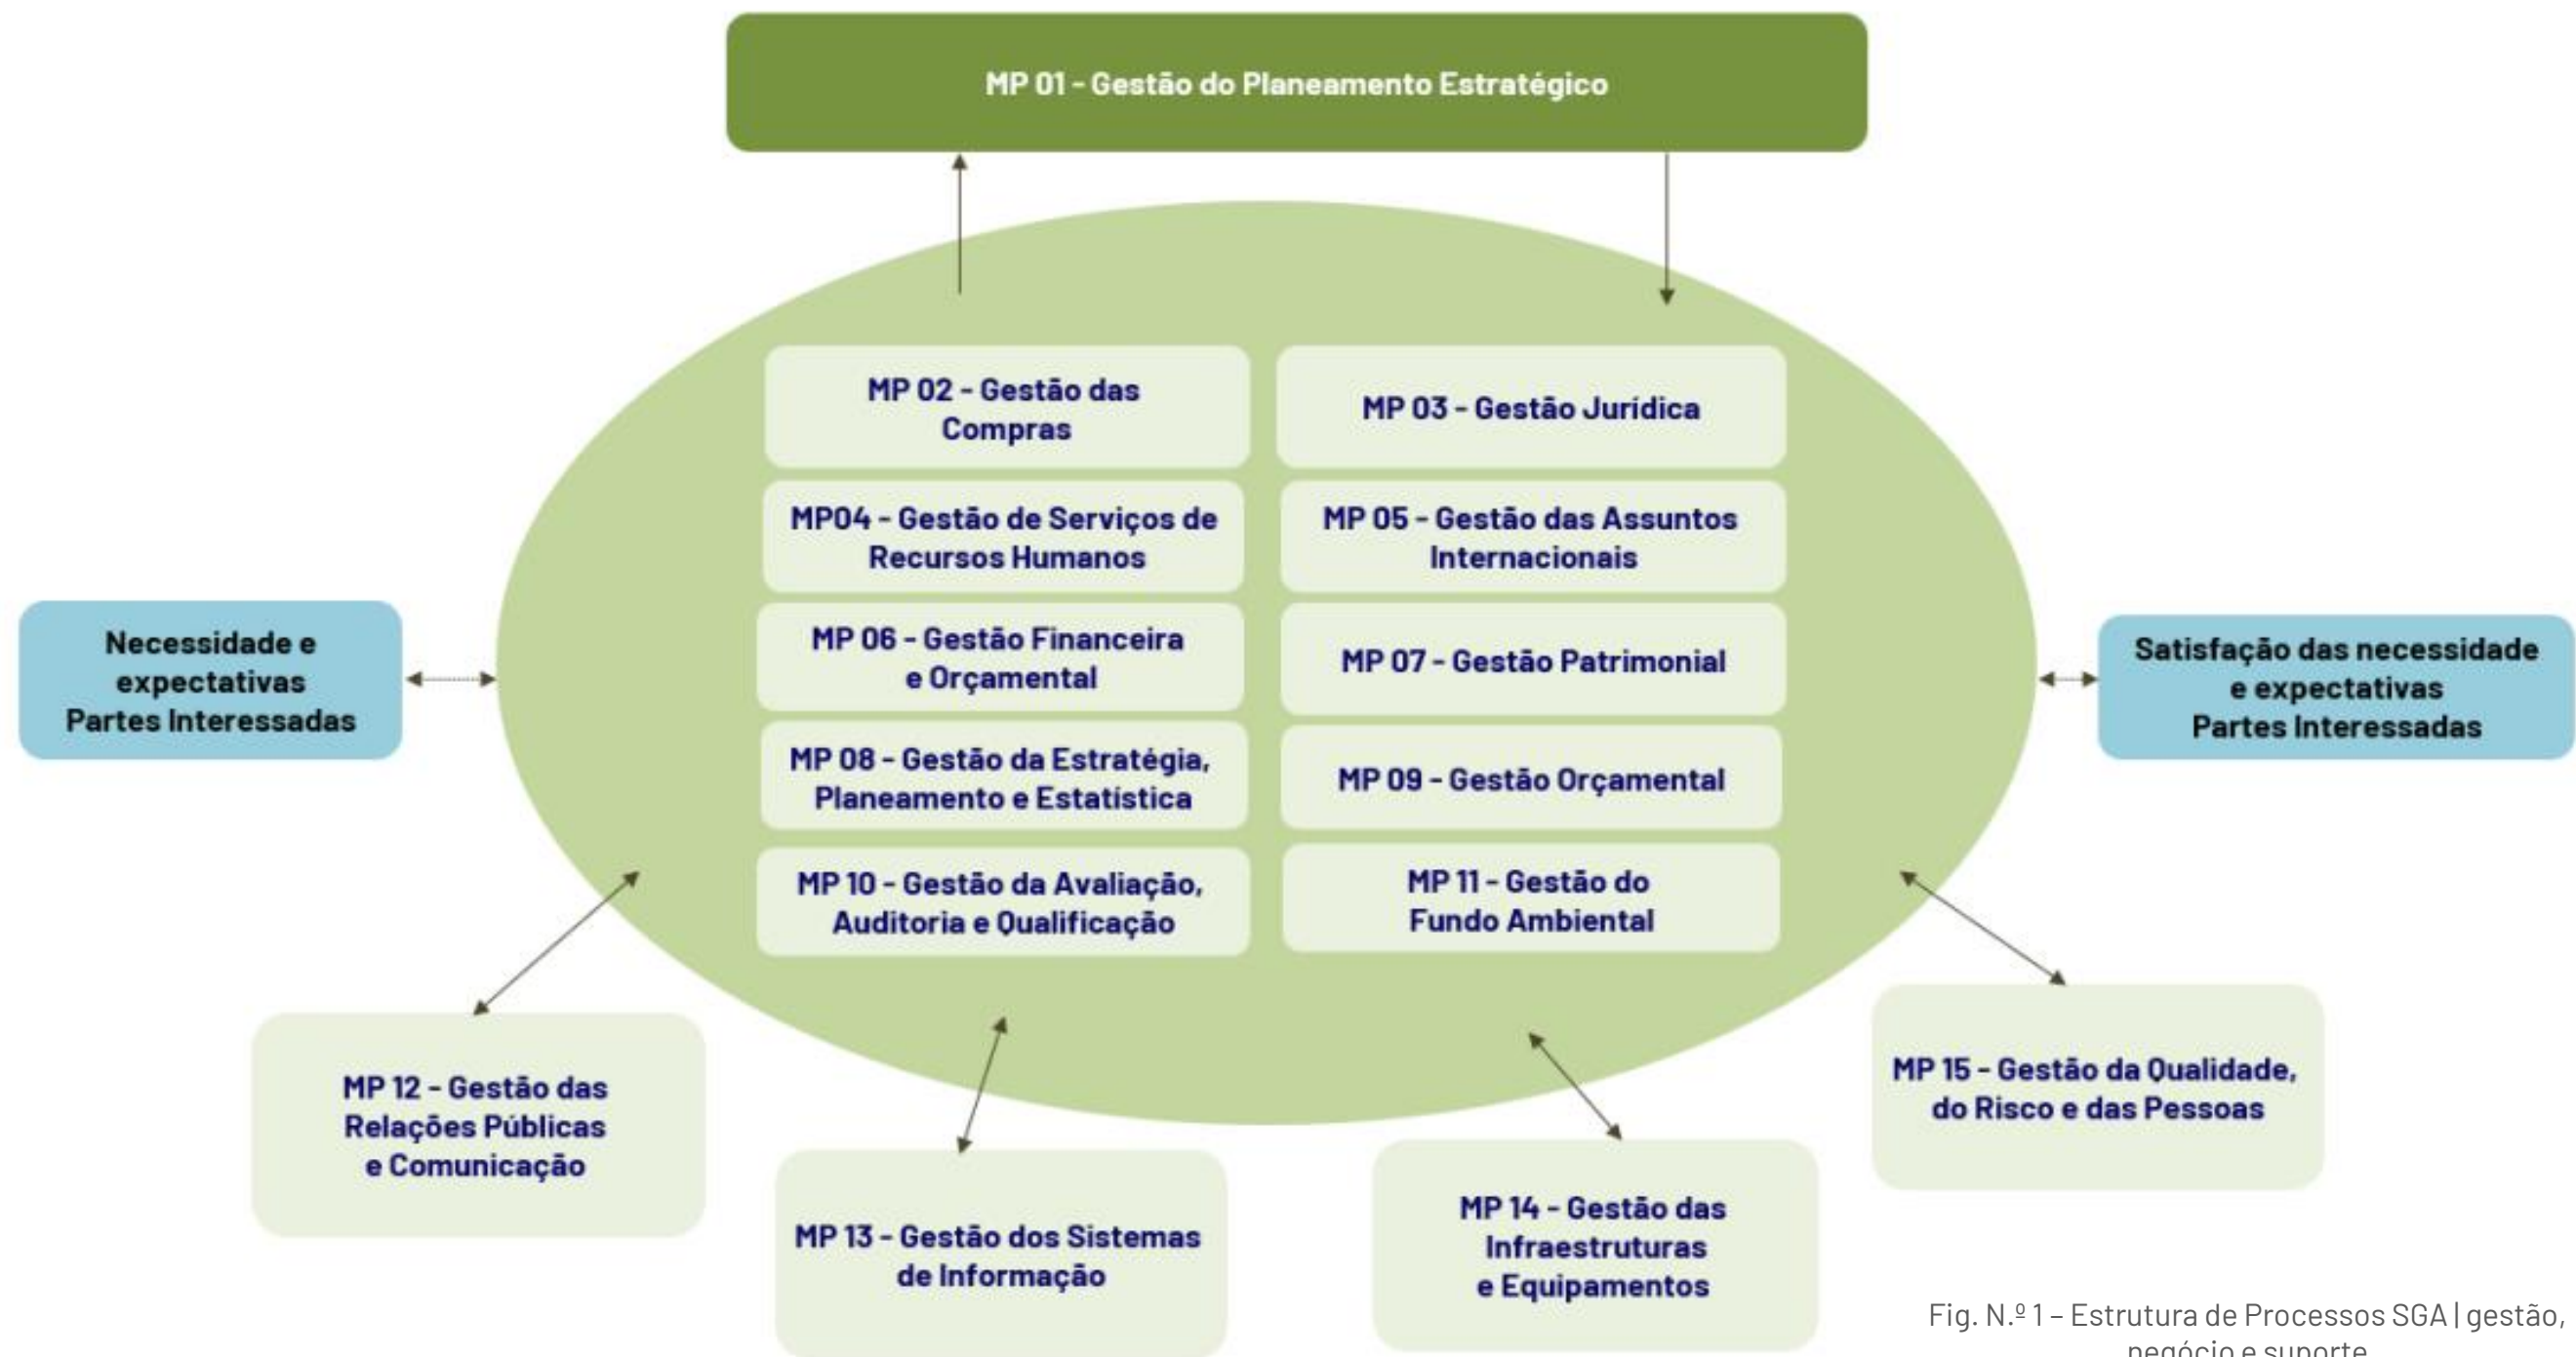 MP 01 - Gestão do Planeamento Estratégico
MP 02 - Gestão das
Compras
MP 03 - Gestão Jurídica
MP04 - Gestão de Serviços de
Recursos Humanos
MP 05 - Gestão das Assuntos
Internacionais
Necessidade e
expectativas
Partes Interessadas
MP 06 - Gestão Financeira
e Orçamental
MP 07 - Gestão Patrimonial
Satisfação das necessidade
e expectativas
Partes Interessadas
MP 08 - Gestão da Estratégia,
Planeamento e Estatística
MP 09 - Gestão Orçamental
MP 10 - Gestão da Avaliação,
Auditoria e Qualificação
MP 11 - Gestão do
Fundo Ambiental
MP 12 - Gestão das
Relações Públicas
e Comunicação
MP 13 - Gestão dos Sistemas
de Informação
MP 14 - Gestão das
Infraestruturas
e Equipamentos
MP 15 - Gestão da Qualidade,
do Risco e das Pessoas
Fig. N.º 1 – Estrutura de Processos SGA | gestão,
negócio e suporte